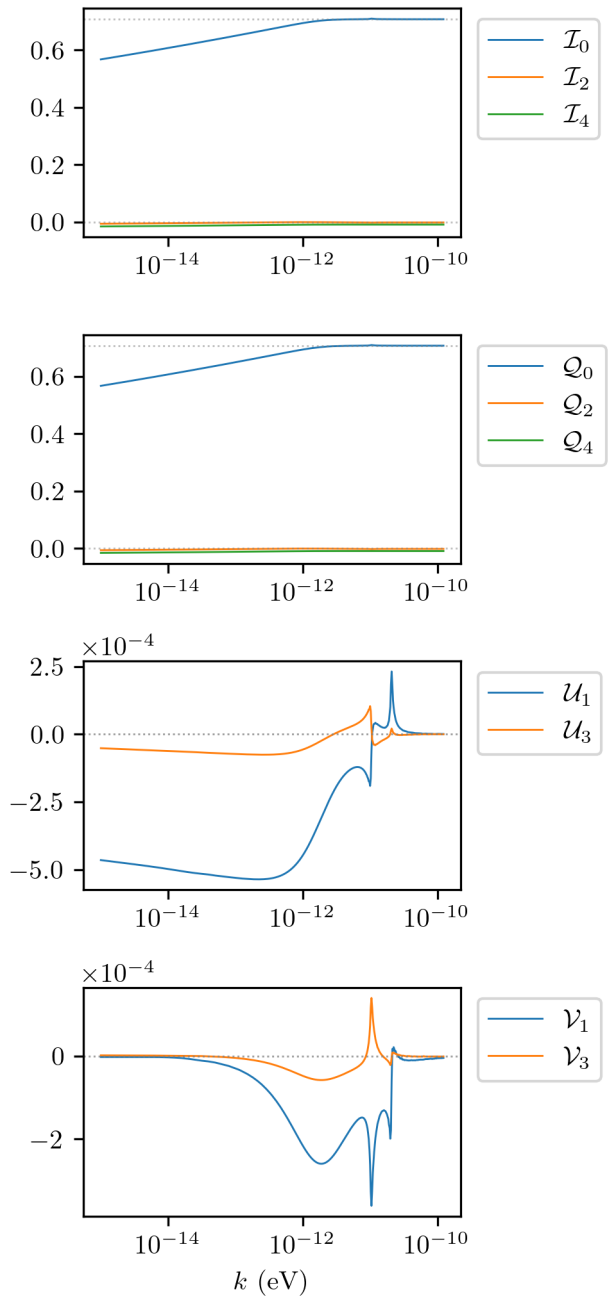 0.6
0.4
0.2
0.0
10⁻¹⁴
10⁻¹²
10⁻¹⁰
ℐ₀
ℐ₂
ℐ₄
0.6
0.4
0.2
0.0
10⁻¹⁴
10⁻¹²
10⁻¹⁰
𝒬₀
𝒬₂
𝒬₄
×10⁻⁴
2.5
0.0
−2.5
−5.0
10⁻¹⁴
10⁻¹²
10⁻¹⁰
𝒰₁
𝒰₃
×10⁻⁴
0
−2
10⁻¹⁴
10⁻¹²
10⁻¹⁰
𝒱₁
𝒱₃
k (eV)